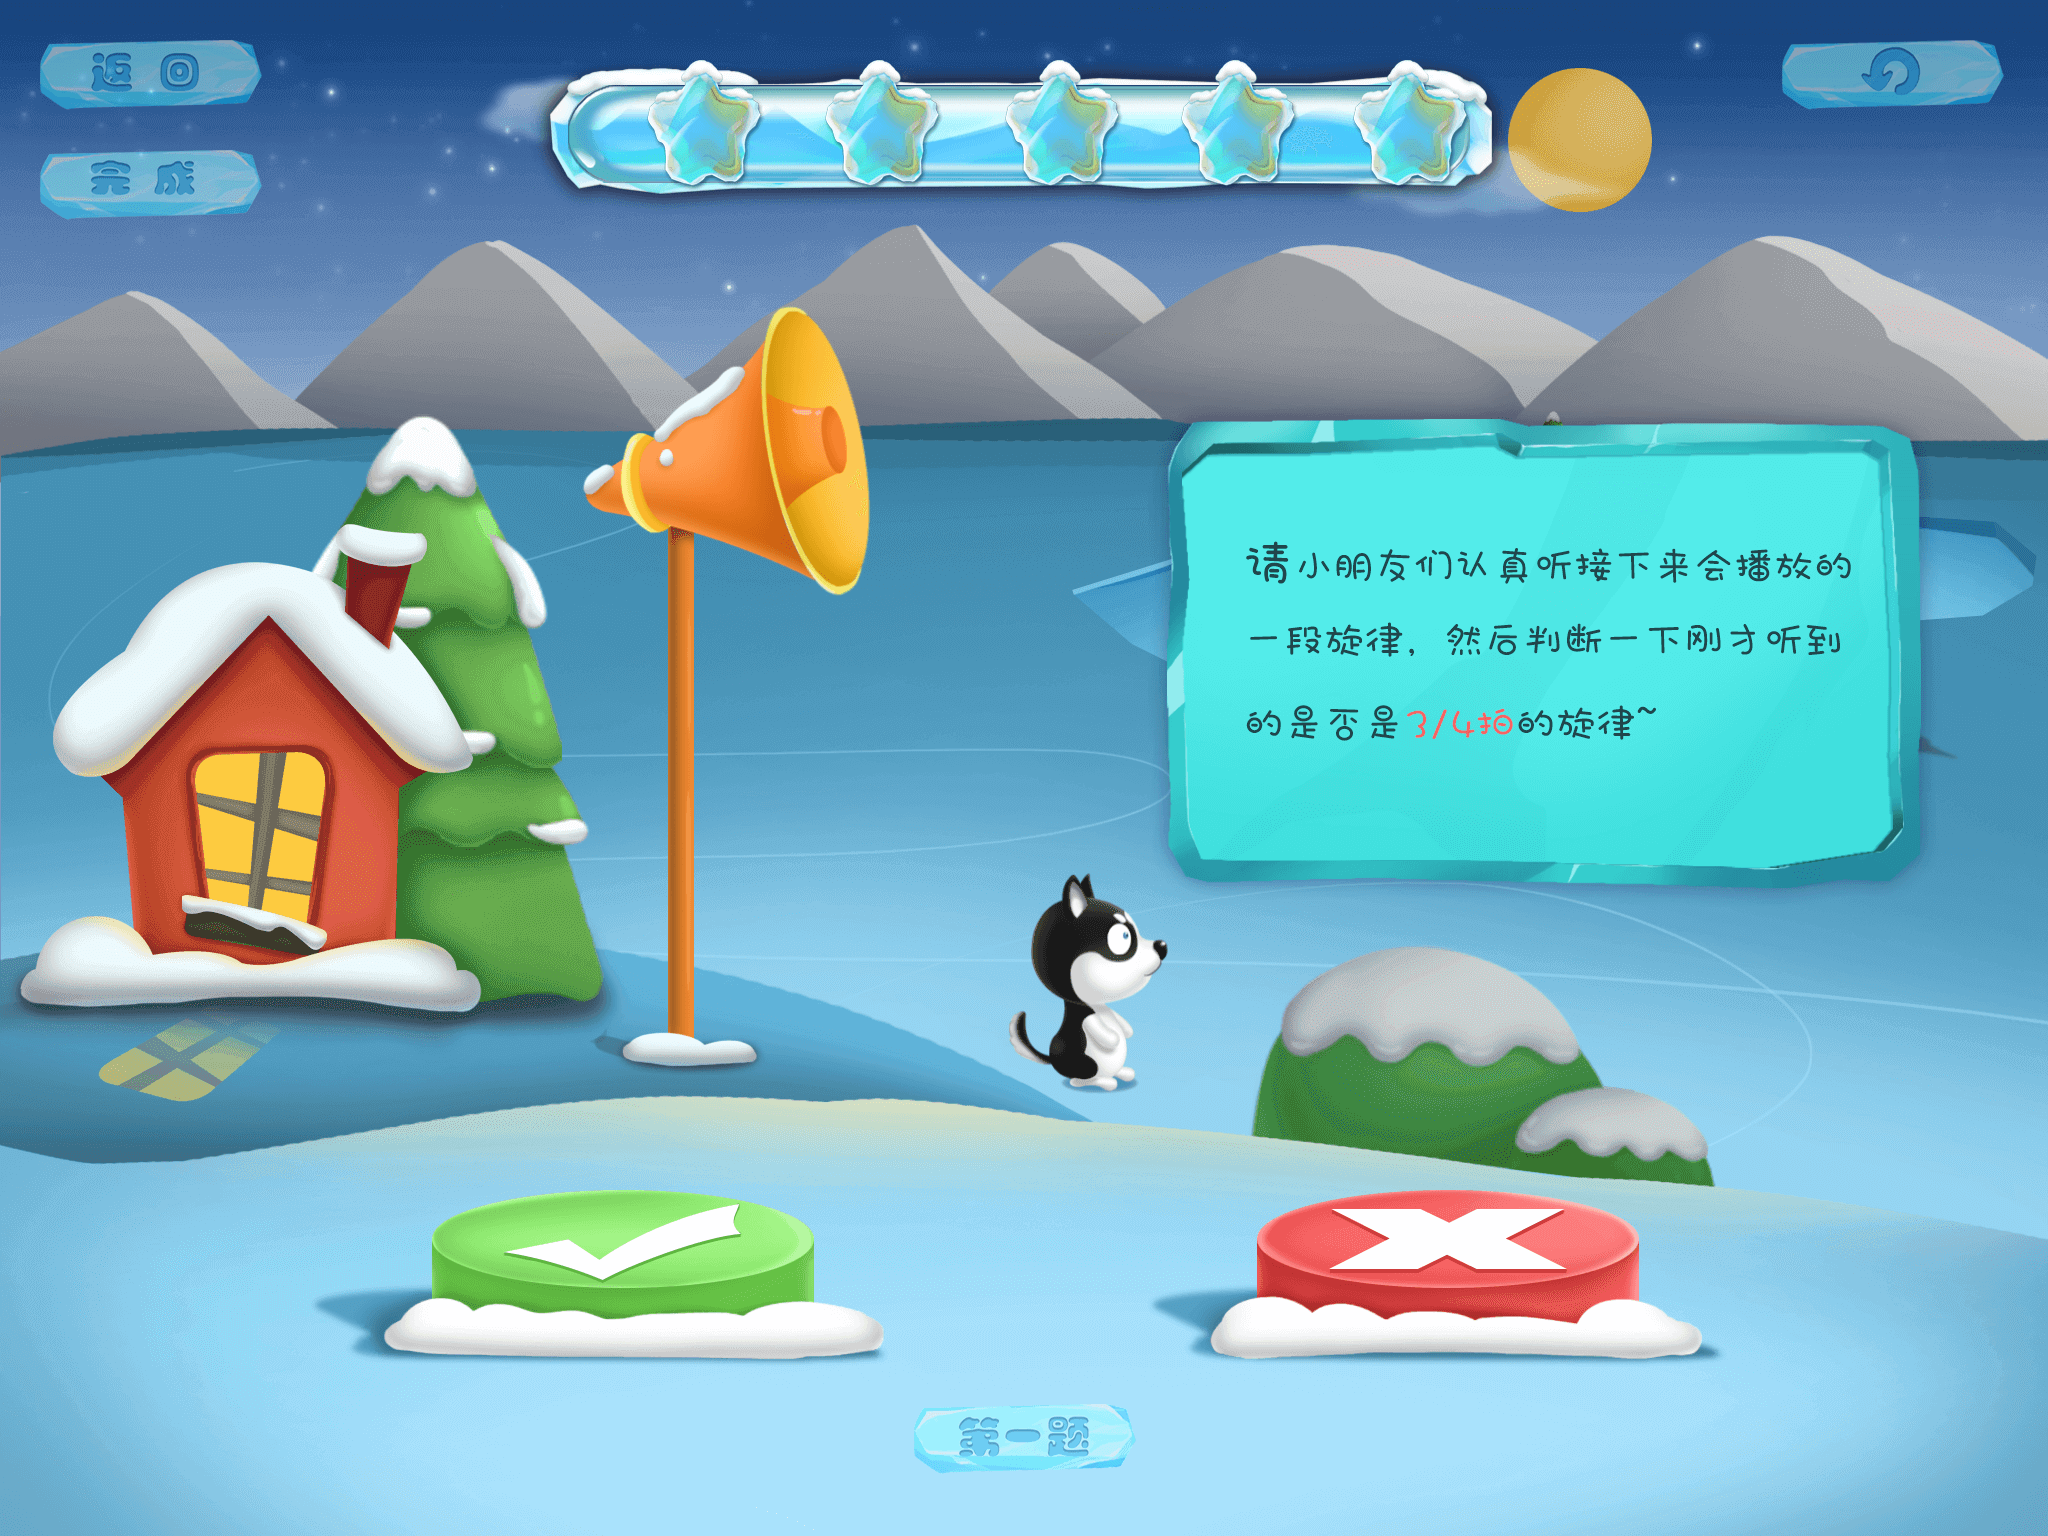 返 回
完 成
请小朋友们认真听接下来会播放的
一段旋律,然后判断一下刚才听到
的是否是3/4拍的旋律~
第一题